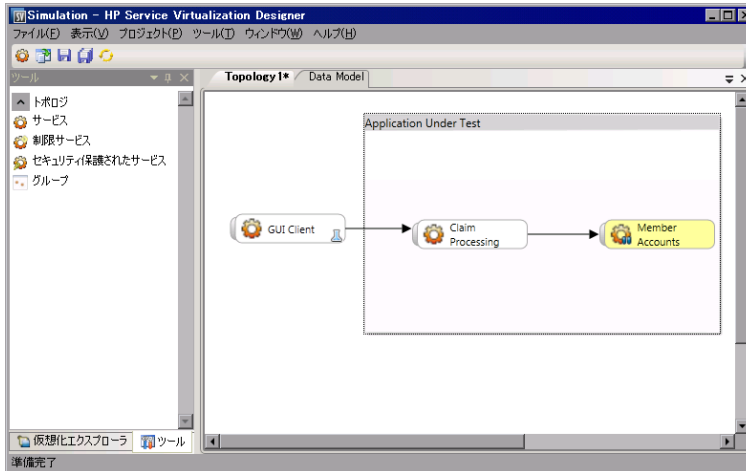 Simulation - HP Service Virtualization Designer
ファイル(F) 表示(V) プロジェクト(P) ツール(T) ウィンドウ(W) ヘルプ(H)
ツール
Topology1* Data Model
トポロジ
サービス
制限サービス
セキュリティ保護されたサービス
グループ
Application Under Test
GUI Client
Claim
Processing
Member
Accounts
仮想化エクスプローラ ツール
準備完了